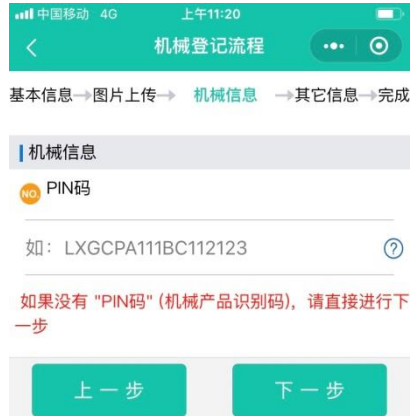 中国移动 4G 上午11:20
机械登记流程
基本信息→图片上传→ 机械信息 →其它信息→完成
机械信息
NO. PIN码
如：LXGCPA111BC112123 ?
如果没有 "PIN码" (机械产品识别码)，请直接进行下
一步
上一步 下一步